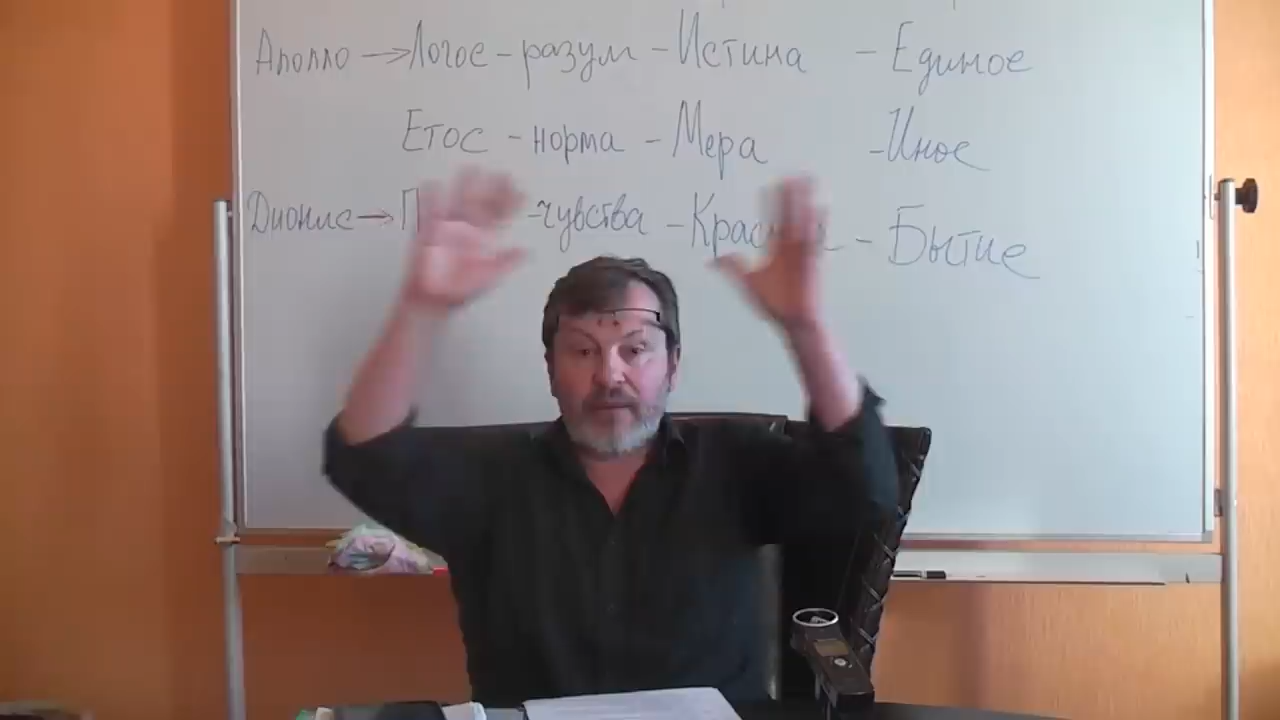 Аполло → Логос - разум - Истина - Единое
Етос - норма - Мера - Иное
Дионис → - чувства - - Бытие